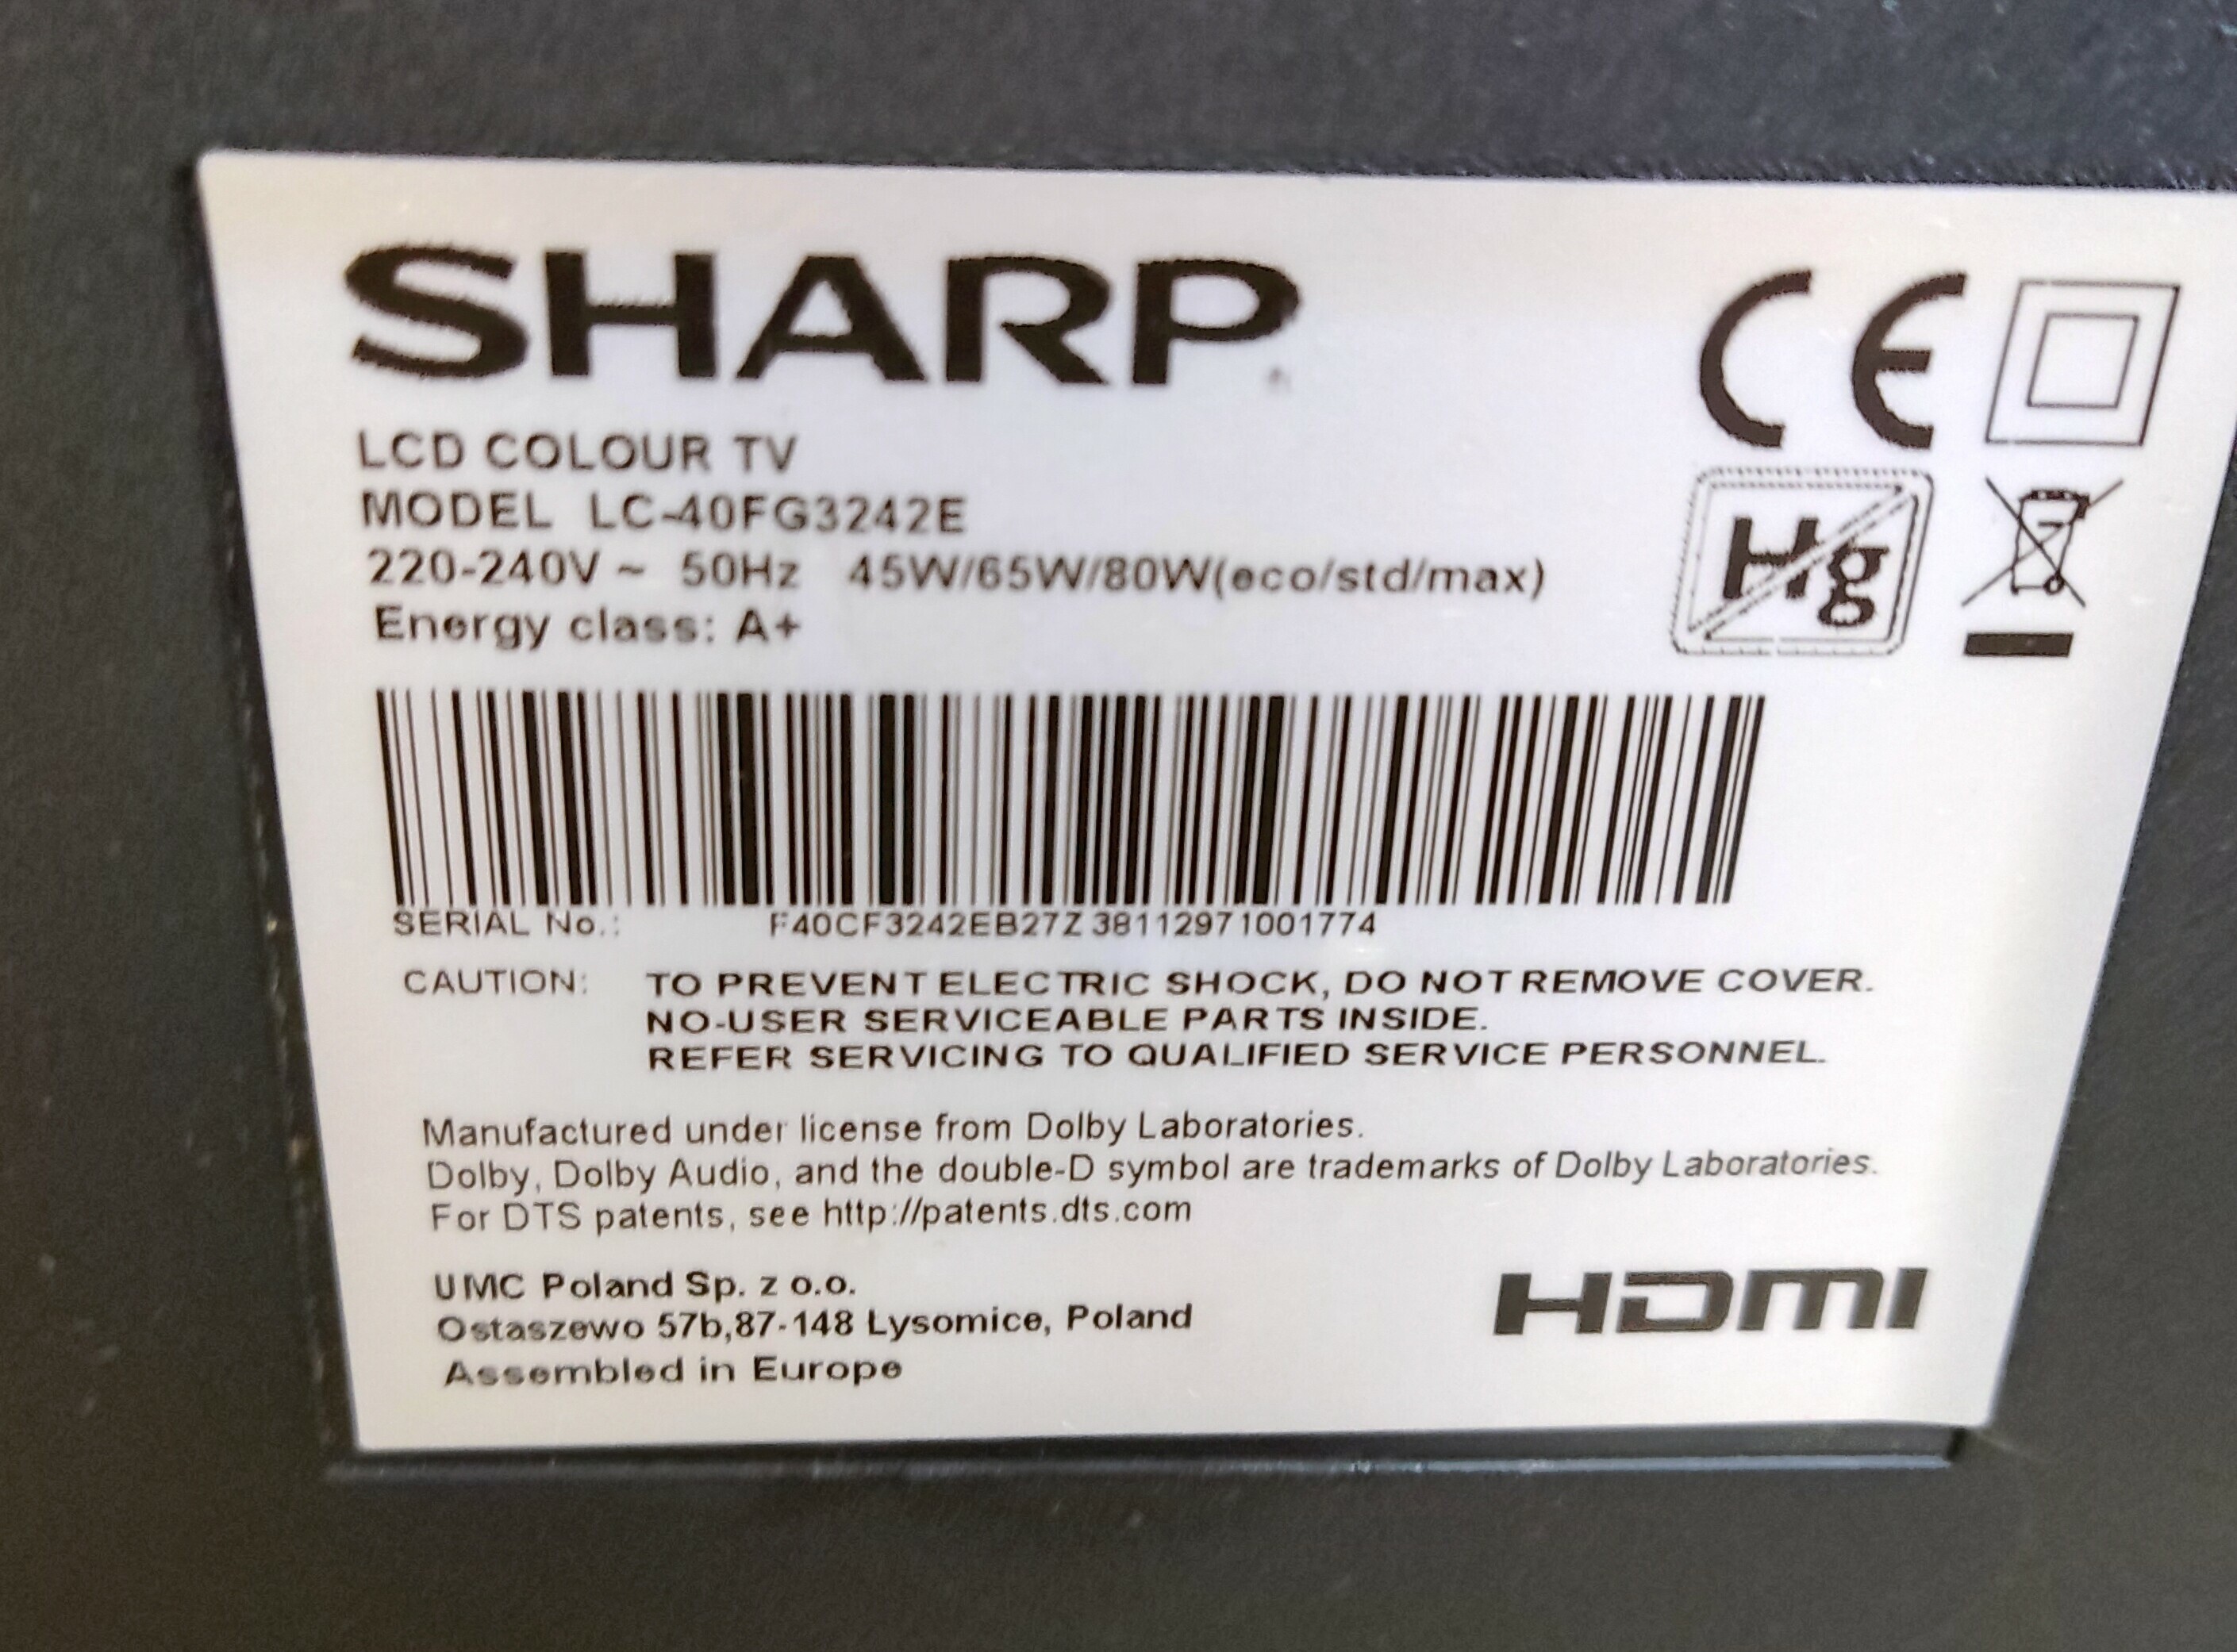 SHARP
LCD COLOUR TV
MODEL LC-40FG3242E
220-240V ~ 50Hz 45W/65W/80W(eco/std/max)
Energy class: A+
CE
Hg
SERIAL No.: F40CF3242EB27Z38112971001774
CAUTION: TO PREVENT ELECTRIC SHOCK, DO NOT REMOVE COVER.
NO-USER SERVICEABLE PARTS INSIDE.
REFER SERVICING TO QUALIFIED SERVICE PERSONNEL.
Manufactured under license from Dolby Laboratories.
Dolby, Dolby Audio, and the double-D symbol are trademarks of Dolby Laboratories.
For DTS patents, see http://patents.dts.com
UMC Poland Sp. z o.o.
Ostaszewo 57b,87-148 Lysomice, Poland
Assembled in Europe
HDMI